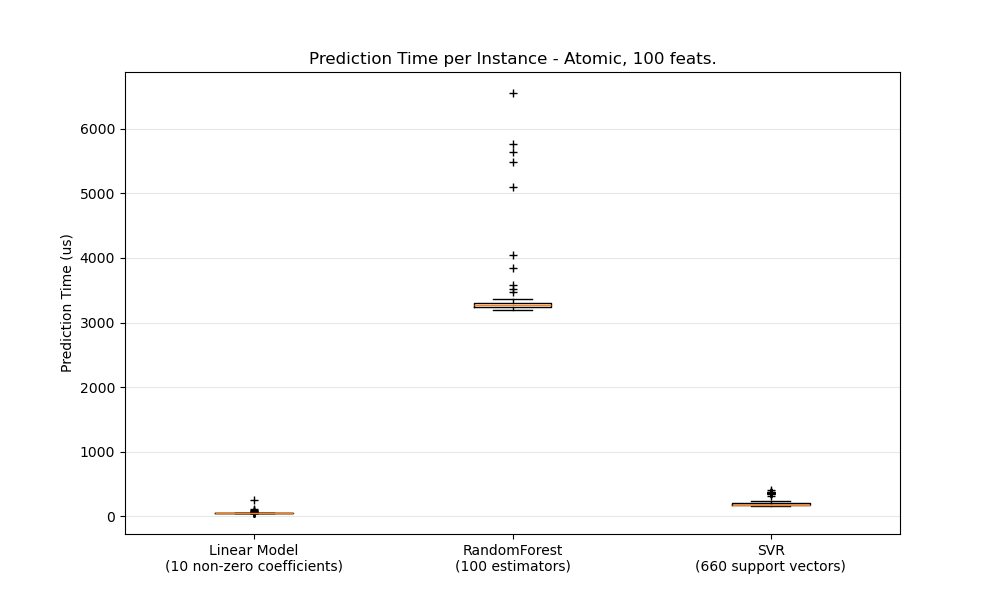 Prediction Time per Instance - Atomic, 100 feats.
Prediction Time (us)
6000
5000
4000
3000
2000
1000
0
Linear Model
(10 non-zero coefficients)
RandomForest
(100 estimators)
SVR
(660 support vectors)